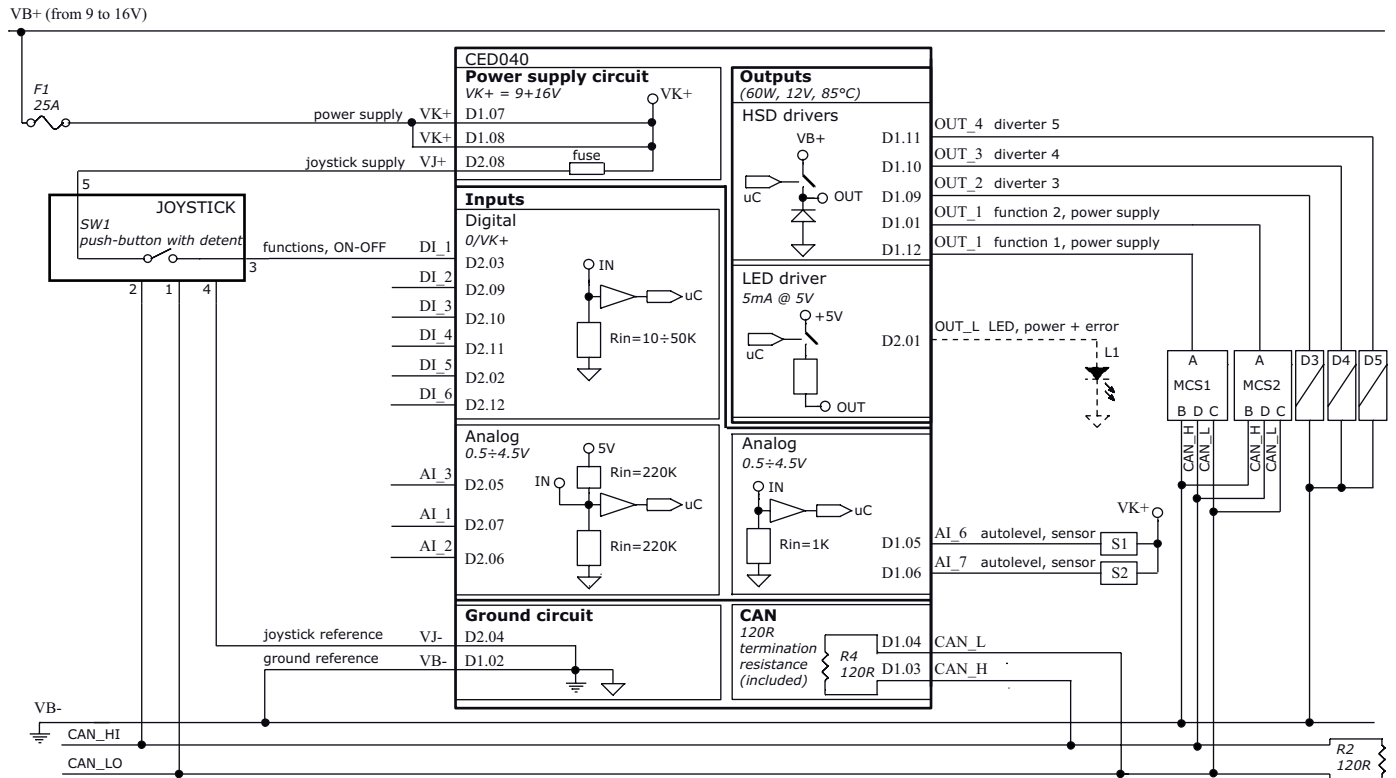 VB+ (from 9 to 16V)
F1
25A
CED040
Power supply circuit
VK+ = 9÷16V
VK+
power supply VK+ D1.07
VK+ D1.08
joystick supply VJ+ D2.08
fuse
Outputs
(60W, 12V, 85°C)
HSD drivers
VB+
uC
OUT
D1.11 OUT_4 diverter 5
D1.10 OUT_3 diverter 4
D1.09 OUT_2 diverter 3
D1.01 OUT_1 function 2, power supply
D1.12 OUT_1 function 1, power supply
5
JOYSTICK
SW1
push-button with detent
3
2 1 4
functions, ON-OFF
Inputs
Digital
0/VK+
DI_1 D2.03
DI_2 D2.09
DI_3 D2.10
DI_4 D2.11
DI_5 D2.02
DI_6 D2.12
IN
uC
Rin=10÷50K
LED driver
5mA @ 5V
+5V
uC
OUT
D2.01 OUT_L LED, power + error
L1
A A D3 D4 D5
MCS1 MCS2
B D C B D C
CAN_H CAN_L CAN_H CAN_L
Analog
0.5÷4.5V
5V
Rin=220K
IN
uC
Rin=220K
AI_3 D2.05
AI_1 D2.07
AI_2 D2.06
Analog
0.5÷4.5V
IN
uC
Rin=1K
VK+
D1.05 AI_6 autolevel, sensor S1
D1.06 AI_7 autolevel, sensor S2
Ground circuit
joystick reference VJ- D2.04
ground reference VB- D1.02
CAN
120R
termination
resistance
(included)
R4
120R
D1.04 CAN_L
D1.03 CAN_H
VB-
CAN_HI
CAN_LO
R2
120R